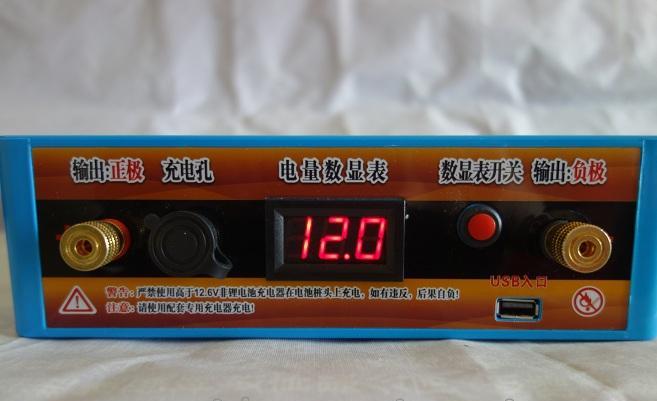 输出:正极 充电孔 电量数显表 数显表开关 输出:负极
12.0
USB入口
警告: 严禁使用高于12.6V非锂电池充电器在电池桩头上充电, 如有违反, 后果自负!
注意: 请使用配套专用充电器充电!